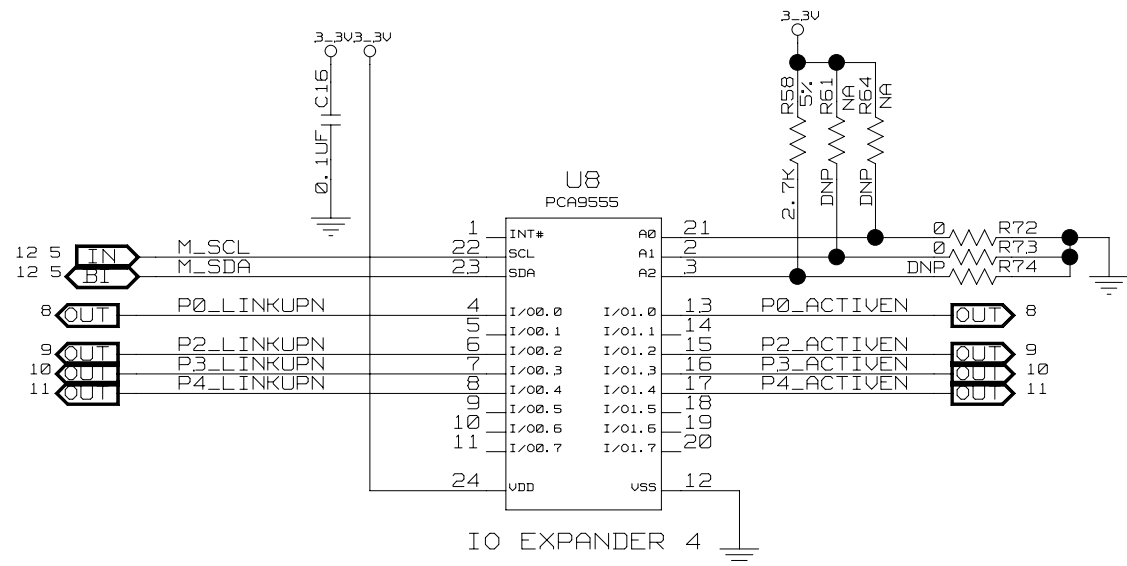 3_3V 3_3V
3_3V
C16
0.1UF
R58 5%
2.7K
R61 NA
DNP
R64 NA
DNP
U8
PCA9555
1 INT# A0 21 0 R72
12 5 IN M_SCL 22 SCL A1 2 0 R73
12 5 BI M_SDA 23 SDA A2 3 DNP R74
8 OUT P0_LINKUPN 4 I/O0.0 I/O1.0 13 P0_ACTIVEN OUT 8
5 I/O0.1 I/O1.1 14
9 OUT P2_LINKUPN 6 I/O0.2 I/O1.2 15 P2_ACTIVEN OUT 9
10 OUT P3_LINKUPN 7 I/O0.3 I/O1.3 16 P3_ACTIVEN OUT 10
11 OUT P4_LINKUPN 8 I/O0.4 I/O1.4 17 P4_ACTIVEN OUT 11
9 I/O0.5 I/O1.5 18
10 I/O0.6 I/O1.6 19
11 I/O0.7 I/O1.7 20
24 VDD VSS 12
IO EXPANDER 4